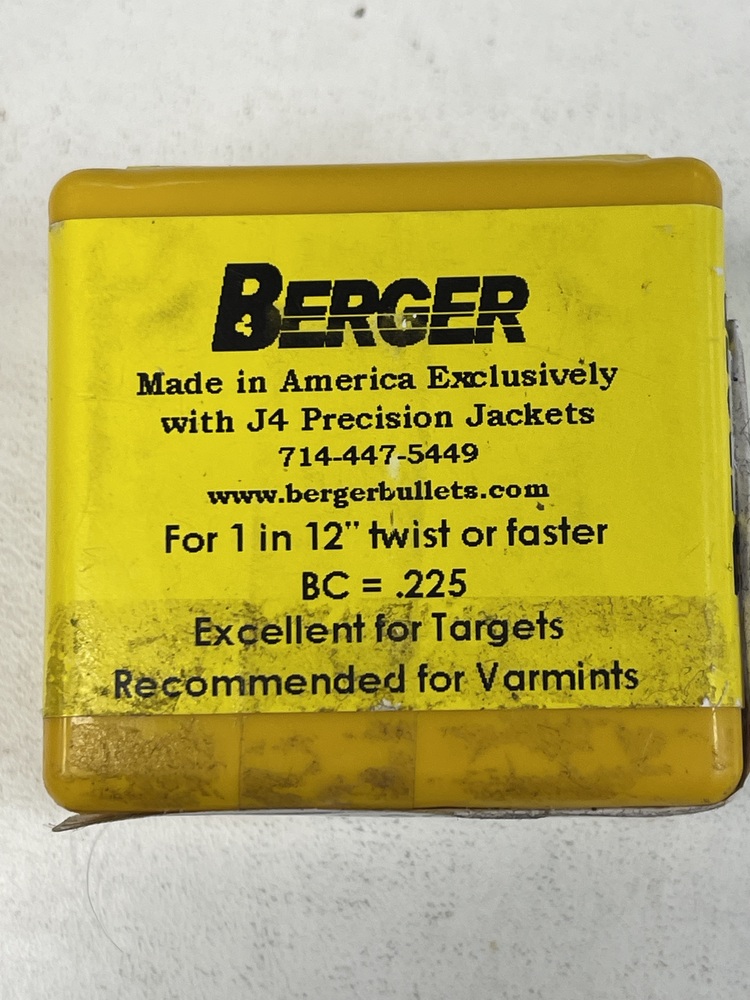 BERGER
Made in America Exclusively
with J4 Precision Jackets
714-447-5449
www.bergerbullets.com
For 1 in 12" twist or faster
BC = .225
Excellent for Targets
Recommended for Varmints